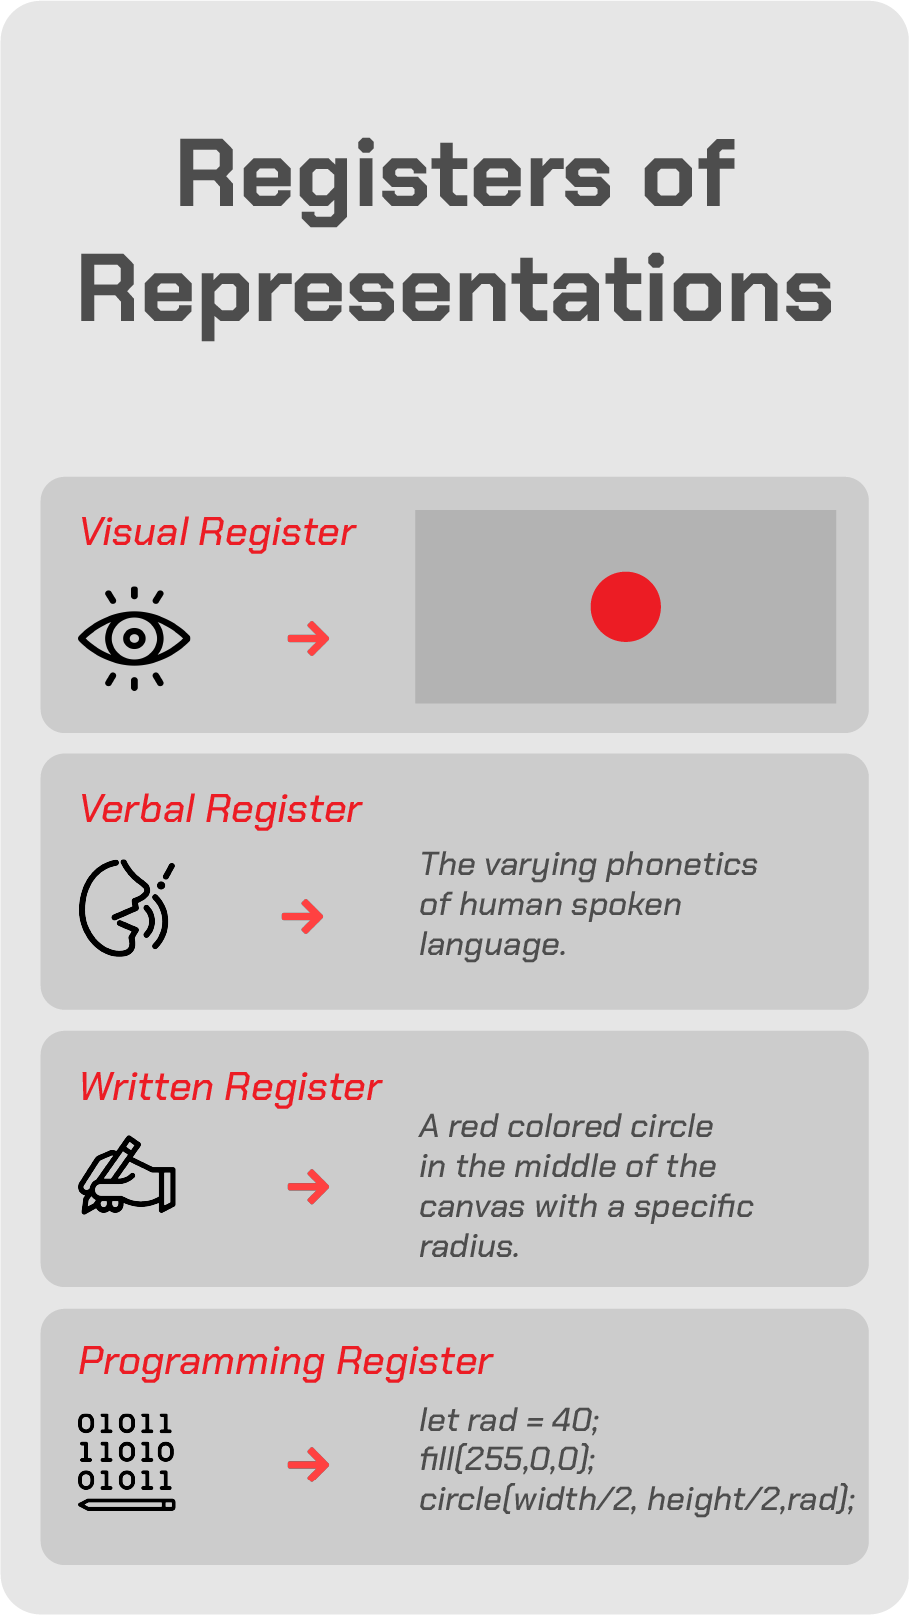 Registers of
Representations
Visual Register
Verbal Register
The varying phonetics
of human spoken
language.
Written Register
A red colored circle
in the middle of the
canvas with a specific
radius.
Programming Register
01011
11010
01011
let rad = 40;
fill(255,0,0);
circle(width/2, height/2,rad);